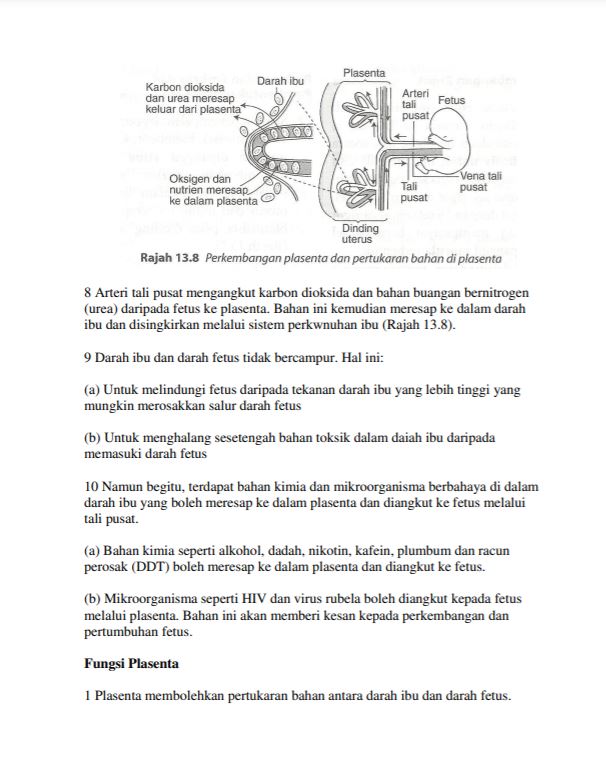 Plasenta
Karbon dioksida
dan urea meresap
keluar dari plasenta
Darah ibu
Arteri
tali
pusat
Fetus
Oksigen dan
nutrien meresap
ke dalam plasenta
Tali
pusat
Vena tali
pusat
Dinding
uterus
Rajah 13.8 Perkembangan plasenta dan pertukaran bahan di plasenta
8 Arteri tali pusat mengangkut karbon dioksida dan bahan buangan bernitrogen
(urea) daripada fetus ke plasenta. Bahan ini kemudian meresap ke dalam darah
ibu dan disingkirkan melalui sistem perkwnuhan ibu (Rajah 13.8).
9 Darah ibu dan darah fetus tidak bercampur. Hal ini:
(a) Untuk melindungi fetus daripada tekanan darah ibu yang lebih tinggi yang
mungkin merosakkan salur darah fetus
(b) Untuk menghalang sesetengah bahan toksik dalam daiah ibu daripada
memasuki darah fetus
10 Namun begitu, terdapat bahan kimia dan mikroorganisma berbahaya di dalam
darah ibu yang boleh meresap ke dalam plasenta dan diangkut ke fetus melalui
tali pusat.
(a) Bahan kimia seperti alkohol, dadah, nikotin, kafein, plumbum dan racun
perosak (DDT) boleh meresap ke dalam plasenta dan diangkut ke fetus.
(b) Mikroorganisma seperti HIV dan virus rubela boleh diangkut kepada fetus
melalui plasenta. Bahan ini akan memberi kesan kepada perkembangan dan
pertumbuhan fetus.
Fungsi Plasenta
1 Plasenta membolehkan pertukaran bahan antara darah ibu dan darah fetus.